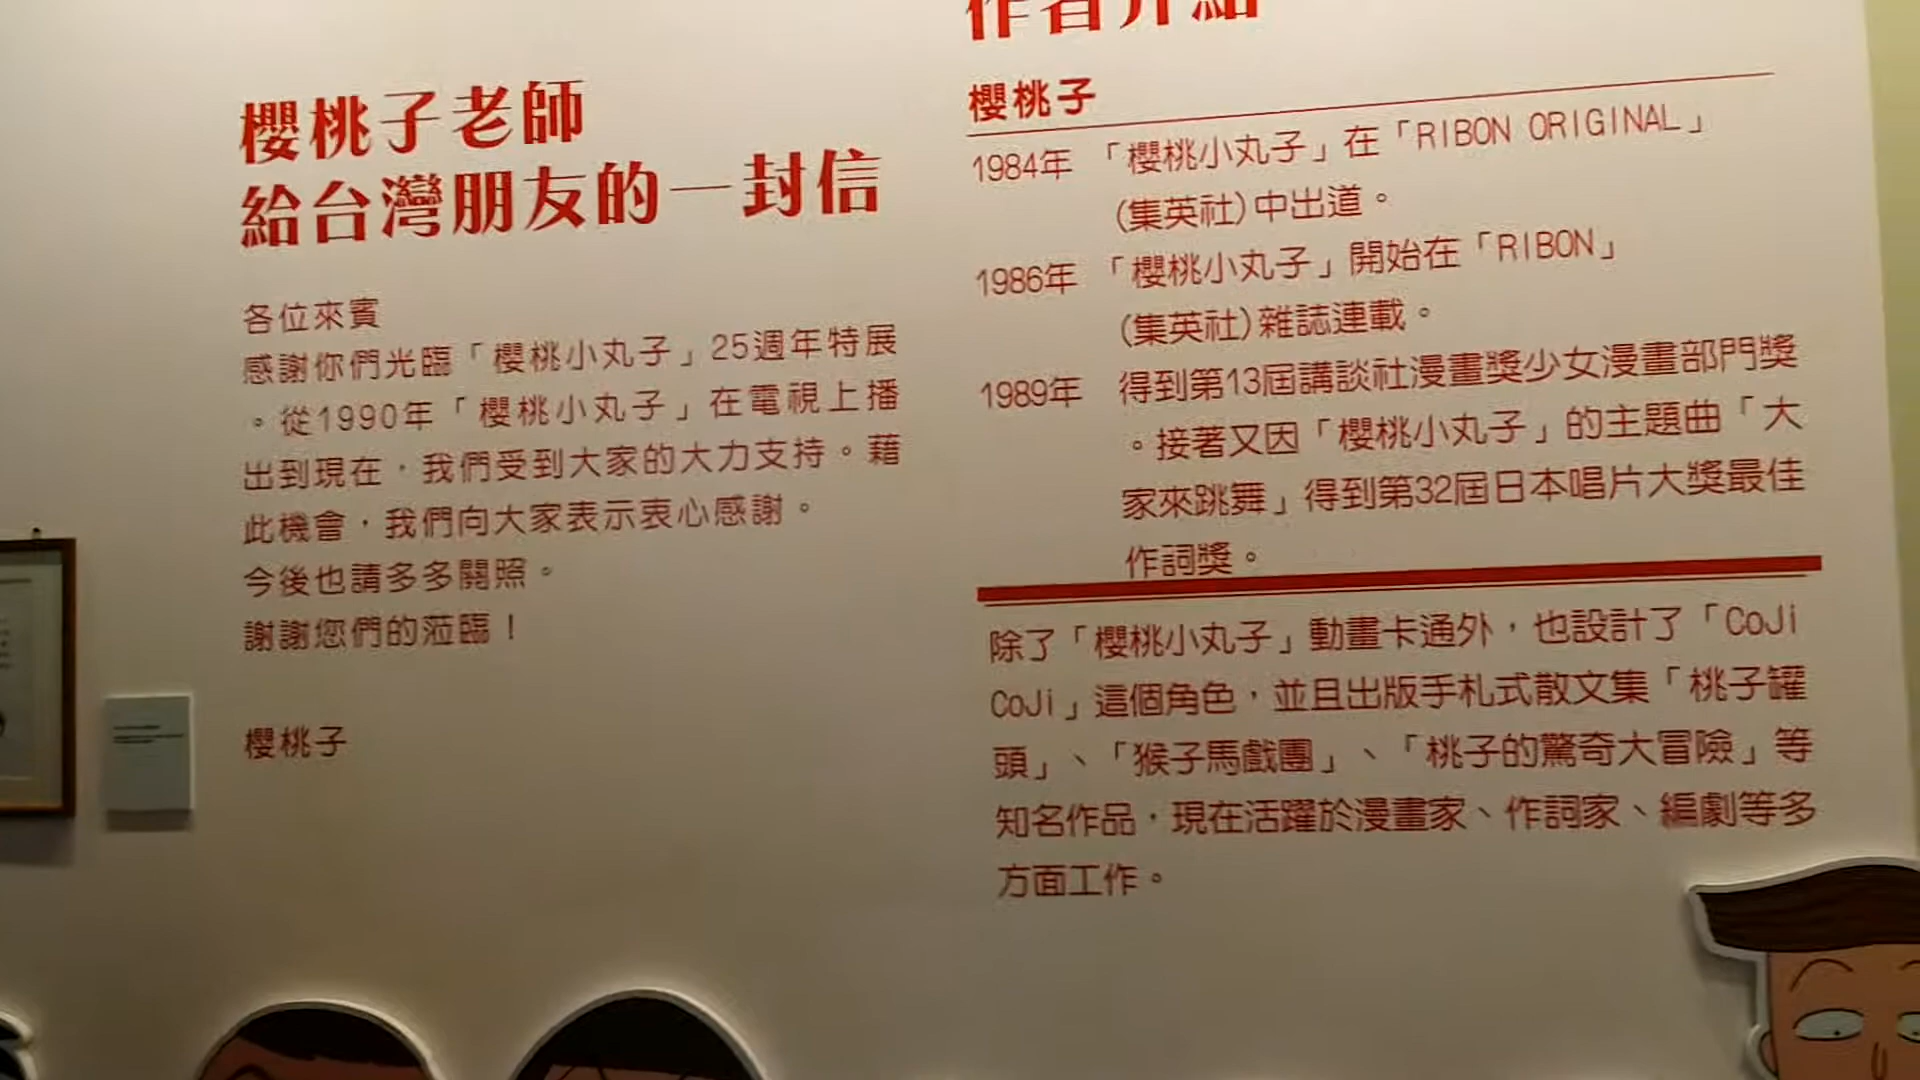 櫻桃子老師
給台灣朋友的一封信
各位來賓
感謝你們光臨「櫻桃小丸子」25週年特展
。從1990年「櫻桃小丸子」在電視上播
出到現在，我們受到大家的大力支持。藉
此機會，我們向大家表示衷心感謝。
今後也請多多關照。
謝謝您們的蒞臨！
櫻桃子
作者介紹
櫻桃子
1984年 「櫻桃小丸子」在「RIBON ORIGINAL」
(集英社)中出道。
1986年 「櫻桃小丸子」開始在「RIBON」
(集英社)雜誌連載。
1989年 得到第13屆講談社漫畫獎少女漫畫部門獎
。接著又因「櫻桃小丸子」的主題曲「大
家來跳舞」得到第32屆日本唱片大獎最佳
作詞獎。
除了「櫻桃小丸子」動畫卡通外，也設計了「CoJi
CoJi」這個角色，並且出版手札式散文集「桃子罐
頭」、「猴子馬戲團」、「桃子的驚奇大冒險」等
知名作品，現在活躍於漫畫家、作詞家、編劇等多
方面工作。